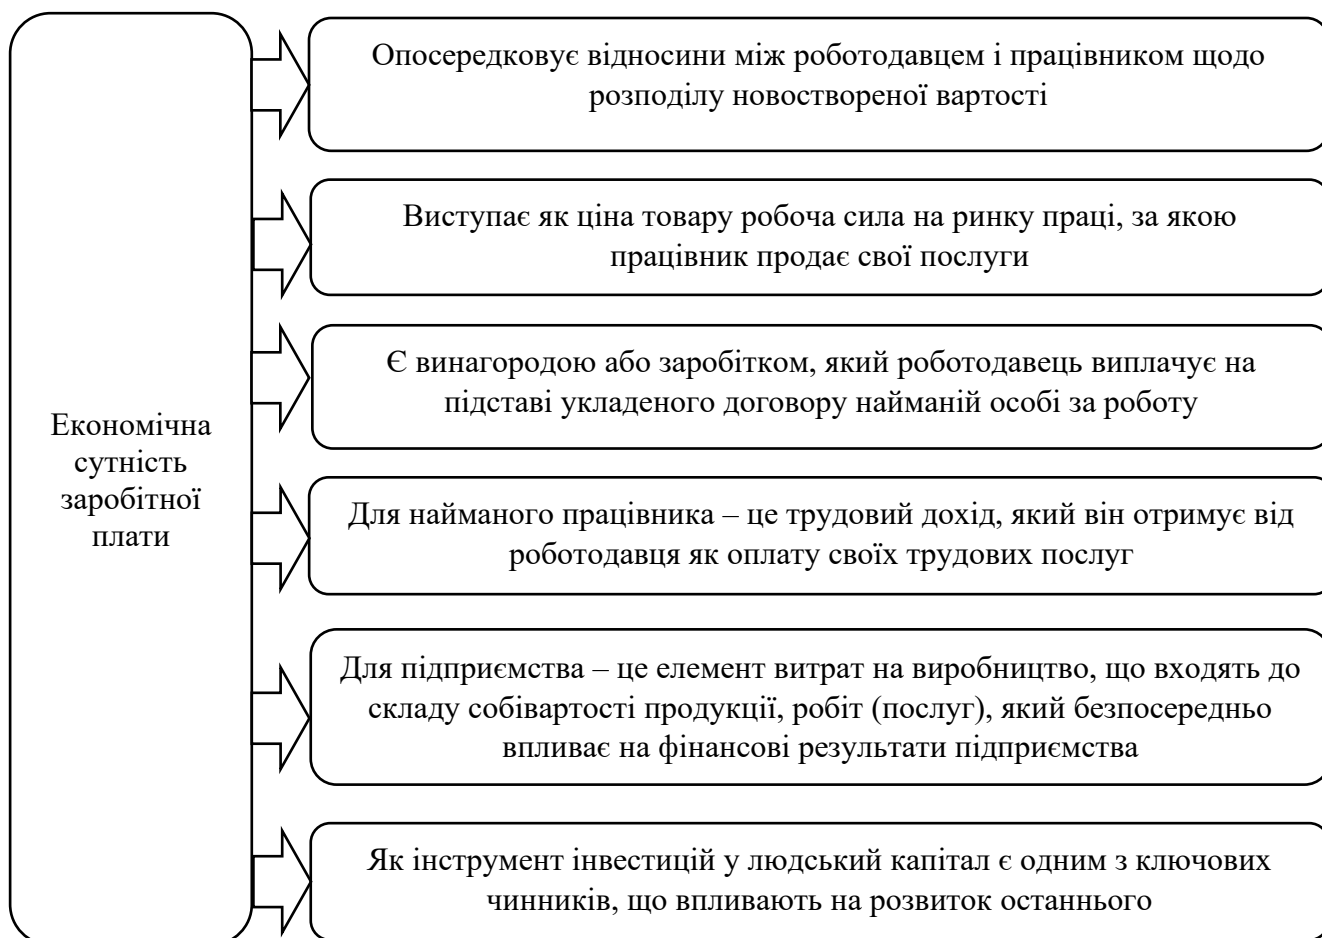 Економічна
сутність
заробітної
плати
Опосередковує відносини між роботодавцем і працівником щодо
розподілу новоствореної вартості
Виступає як ціна товару робоча сила на ринку праці, за якою
працівник продає свої послуги
Є винагородою або заробітком, який роботодавець виплачує на
підставі укладеного договору найманій особі за роботу
Для найманого працівника – це трудовий дохід, який він отримує від
роботодавця як оплату своїх трудових послуг
Для підприємства – це елемент витрат на виробництво, що входять до
складу собівартості продукції, робіт (послуг), який безпосередньо
впливає на фінансові результати підприємства
Як інструмент інвестицій у людський капітал є одним з ключових
чинників, що впливають на розвиток останнього